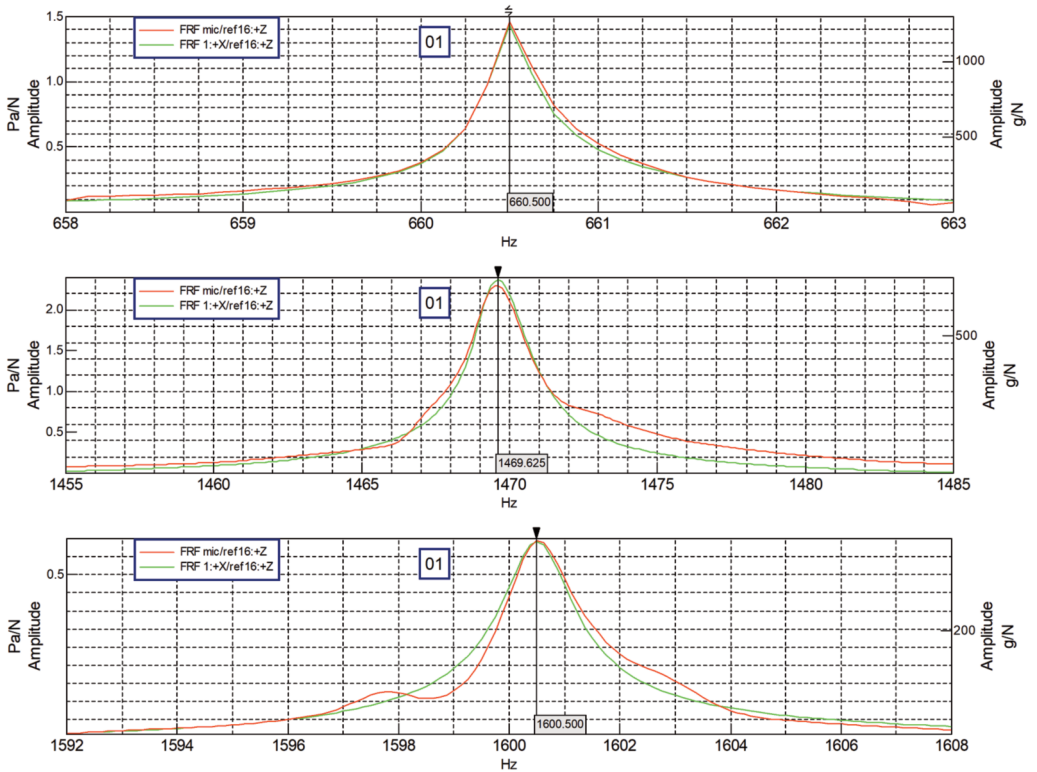 1.5
FRF mic/ref16:+Z
FRF 1:+X/ref16:+Z
01
1000
1.0
Pa/N
Amplitude
Amplitude
g/N
500
0.5
660.500
658
659
660
661
662
663
Hz
FRF mic/ref16:+Z
FRF 1:+X/ref16:+Z
01
2.0
500
1.5
Pa/N
Amplitude
Amplitude
g/N
1.0
0.5
1469.625
1455
1460
1465
1470
1475
1480
1485
Hz
FRF mic/ref16:+Z
FRF 1:+X/ref16:+Z
01
0.5
Pa/N
Amplitude
200
Amplitude
g/N
1600.500
1592
1594
1596
1598
1600
1602
1604
1606
1608
Hz